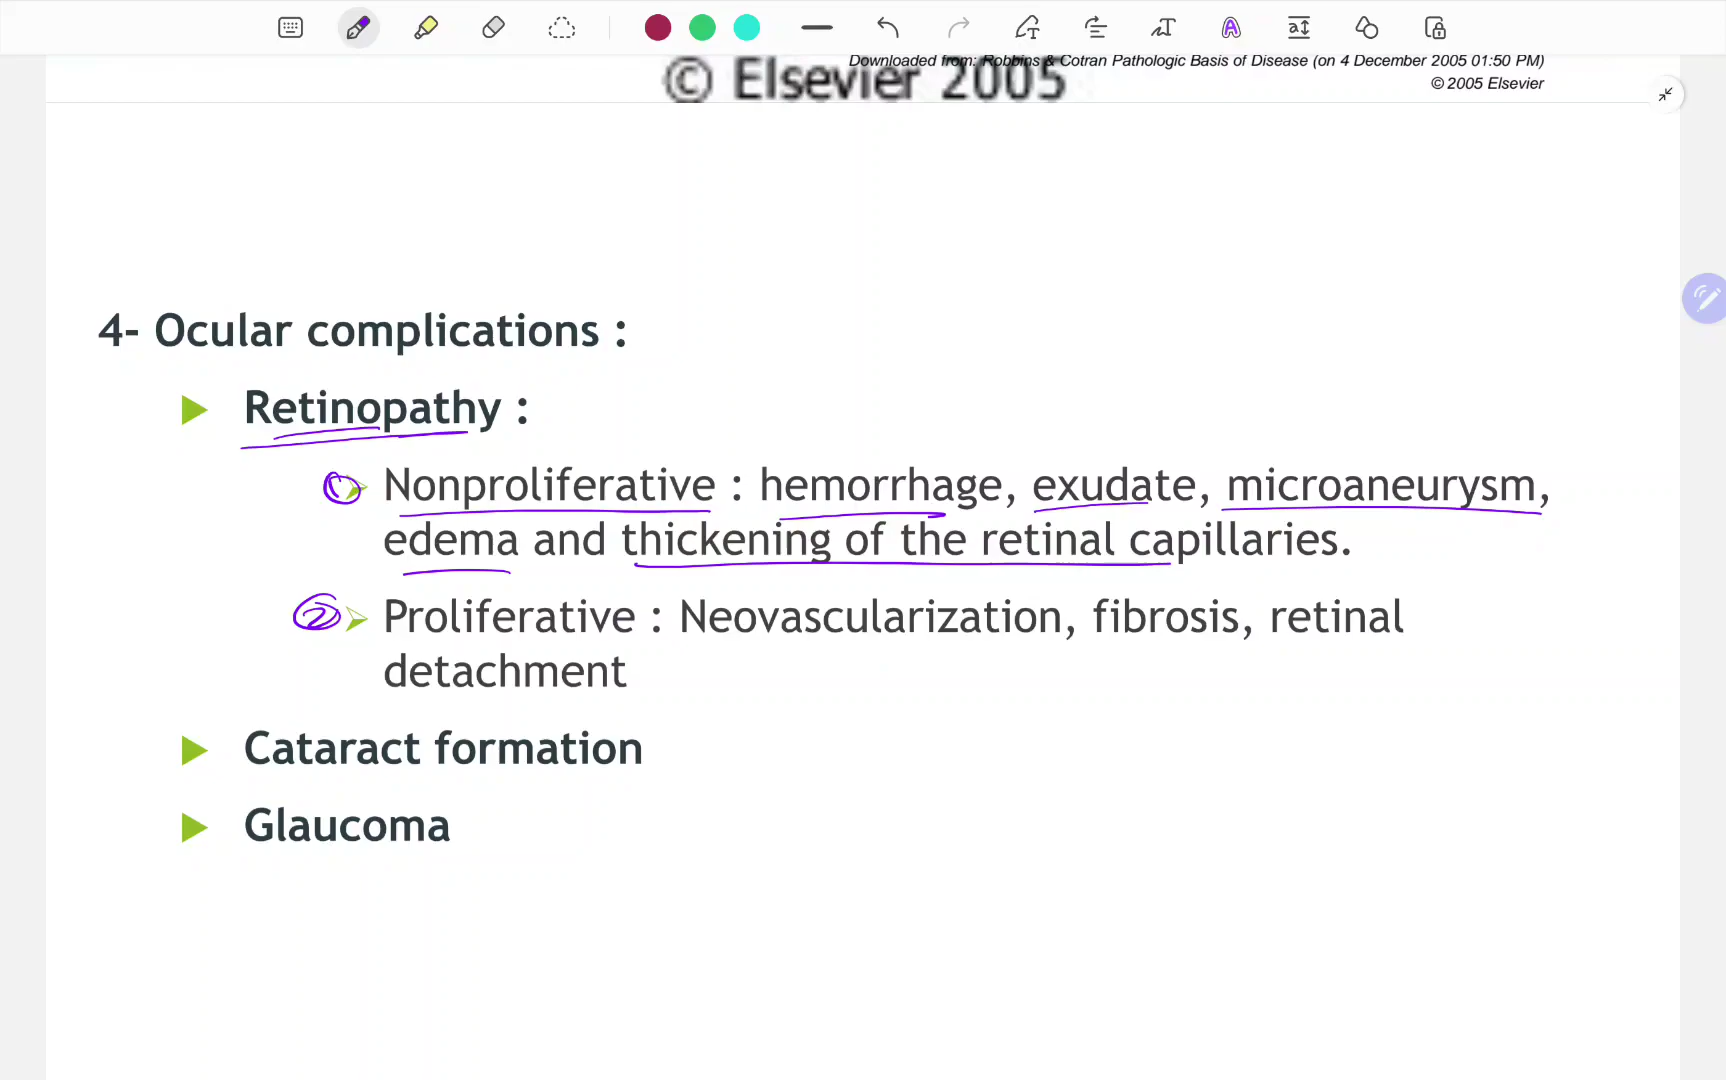 Downloaded from: Robbins & Cotran Pathologic Basis of Disease (on 4 December 2005 01:50 PM)
© Elsevier 2005
© 2005 Elsevier
4- Ocular complications :
Retinopathy :
Nonproliferative : hemorrhage, exudate, microaneurysm,
edema and thickening of the retinal capillaries.
2
Proliferative : Neovascularization, fibrosis, retinal
detachment
Cataract formation
Glaucoma